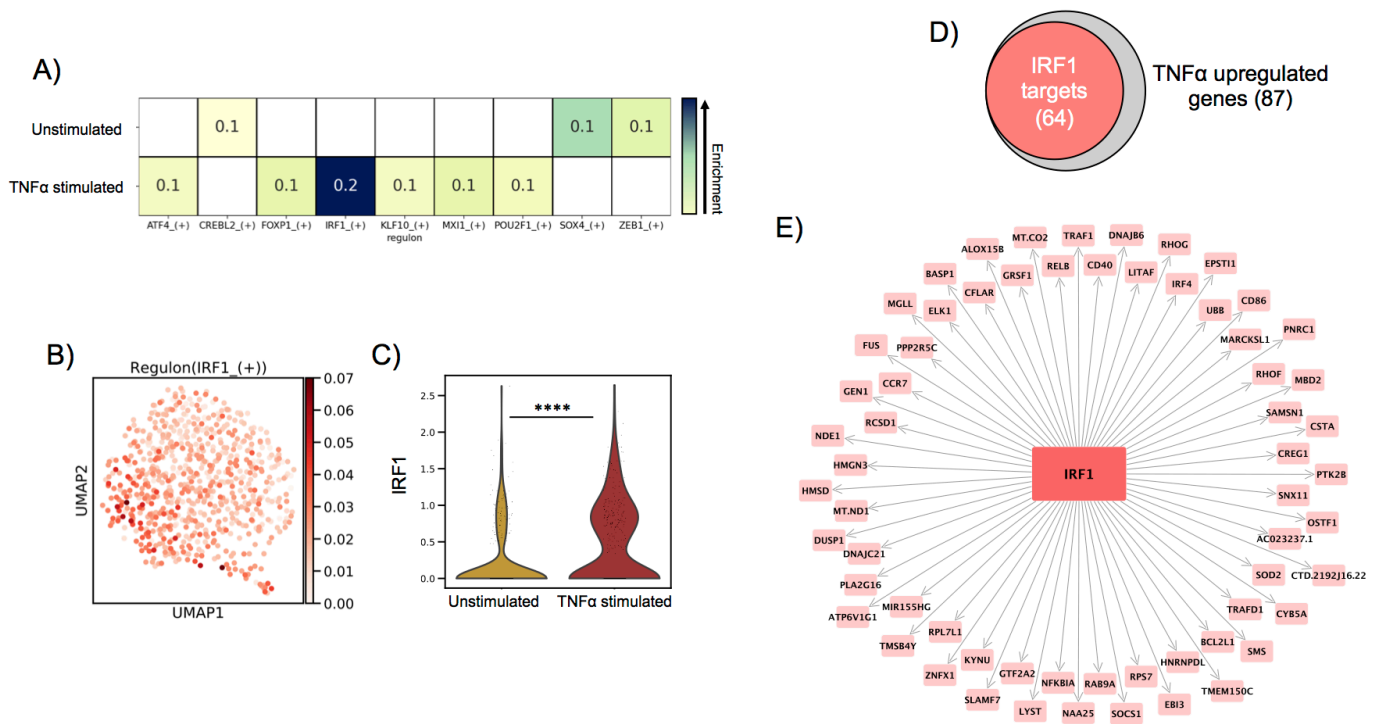 A)
Unstimulated
0.1
0.1
0.1
TNFα stimulated
0.1
0.1
0.2
0.1
0.1
0.1
Enrichment
ATF4_(+)
CREBL2_(+)
FOXP1_(+)
IRF1_(+)
KLF10_(+)
MXI1_(+)
POU2F1_(+)
SOX4_(+)
ZEB1_(+)
regulon
B)
Regulon(IRF1_(+))
0.07
0.06
0.05
0.04
0.03
0.02
0.01
0.00
UMAP2
UMAP1
C)
****
IRF1
2.5
2.0
1.5
1.0
0.5
0.0
Unstimulated
TNFα stimulated
D)
IRF1
targets
(64)
TNFα upregulated
genes (87)
E)
MT.CO2
TRAF1
DNAJB6
ALOX15B
RHOG
BASP1
GRSF1
RELB
CD40
LITAF
EPSTI1
MGLL
CFLAR
IRF4
ELK1
UBB
CD86
FUS
PPP2R5C
MARCKSL1
PNRC1
GEN1
CCR7
RHOF
MBD2
NDE1
RCSD1
SAMSN1
CSTA
HMGN3
CREG1
IRF1
PTK2B
HMSD
SNX11
MT.ND1
OSTF1
DUSP1
DNAJC21
AC023237.1
PLA2G16
SOD2
CTD.2192J16.22
ATP6V1G1
MIR155HG
TRAFD1
CYB5A
TMSB4Y
RPL7L1
BCL2L1
SMS
ZNFX1
KYNU
GTF2A2
NFKBIA
RAB9A
RPS7
HNRNPDL
TMEM150C
SLAMF7
LYST
NAA25
SOCS1
EBI3